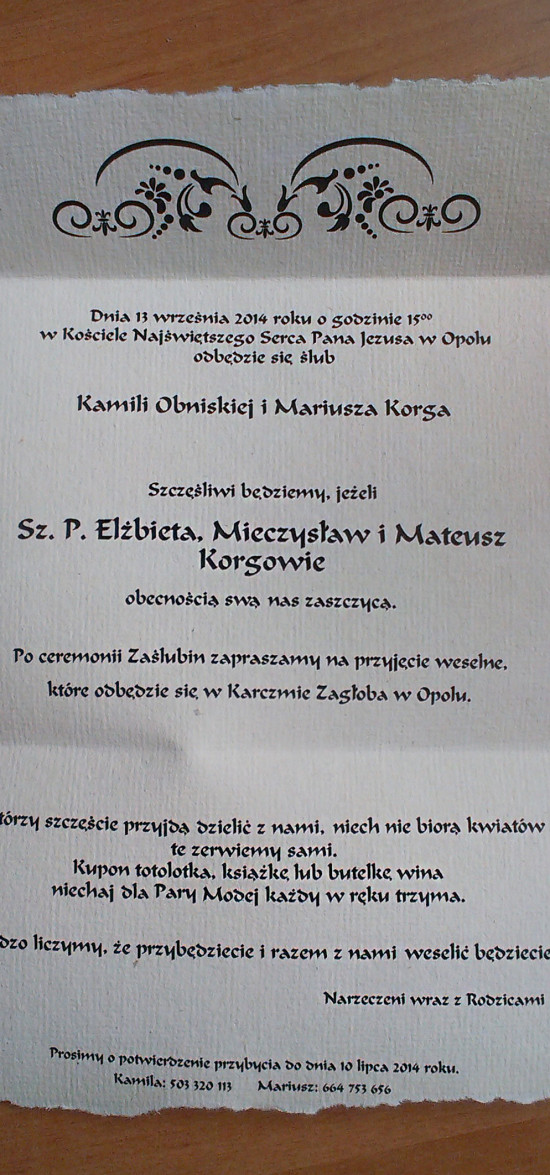 Dnia 13 września 2014 roku o godzinie 15⁰⁰
w Kościele Najświętszego Serca Pana Jezusa w Opolu
odbędzie się ślub
Kamili Obniskiej i Mariusza Korga
Szczęśliwi będziemy, jeżeli
Sz. P. Elżbieta, Mieczysław i Mateusz
Korgowie
obecnością swą nas zaszczycą.
Po ceremonii Zaślubin zapraszamy na przyjęcie weselne,
które odbędzie się w Karczmie Zagłoba w Opolu.
tórzy szczęście przyjdą dzielić z nami, niech nie biorą kwiatów
te zerwiemy sami.
Kupon totolotka, książkę lub butelkę wina
niechaj dla Pary Modej każdy w ręku trzyma.
dzo liczymy, że przybędziecie i razem z nami weselić będziecie
Narzeczeni wraz z Rodzicami
Prosimy o potwierdzenie przybycia do dnia 10 lipca 2014 roku.
Kamila: 503 320 113 Mariusz: 664 753 656